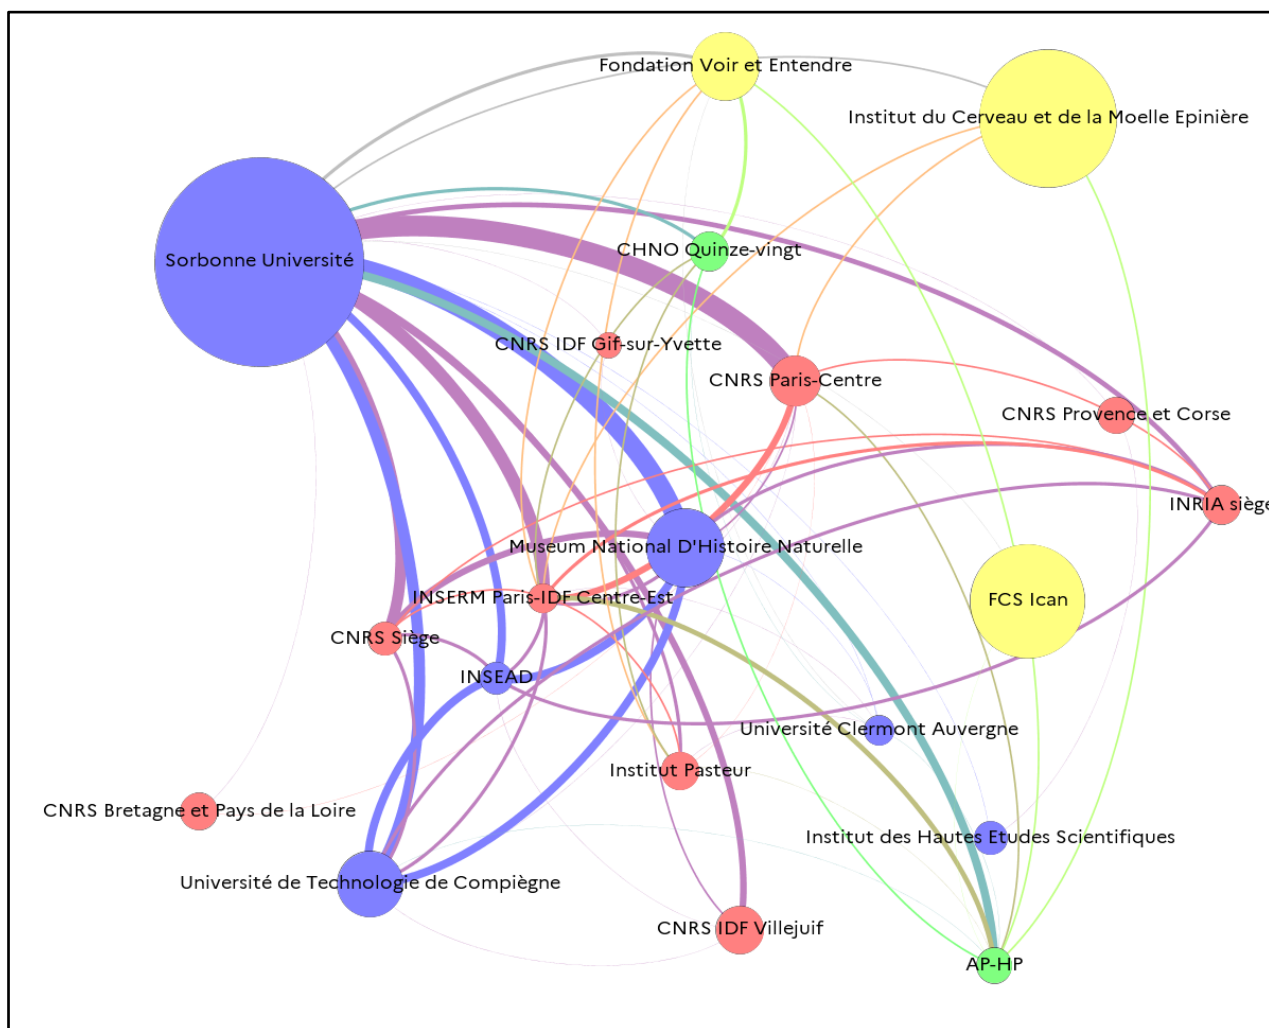 Fondation Voir et Entendre
Institut du Cerveau et de la Moelle Epinière
Sorbonne Université
CHNO Quinze-vingt
CNRS IDF Gif-sur-Yvette
CNRS Paris-Centre
CNRS Provence et Corse
INRIA siège
Museum National D'Histoire Naturelle
INSERM Paris-IDF Centre-Est
FCS Ican
CNRS Siège
INSEAD
Université Clermont Auvergne
Institut Pasteur
CNRS Bretagne et Pays de la Loire
Institut des Hautes Etudes Scientifiques
Université de Technologie de Compiègne
CNRS IDF Villejuif
AP-HP